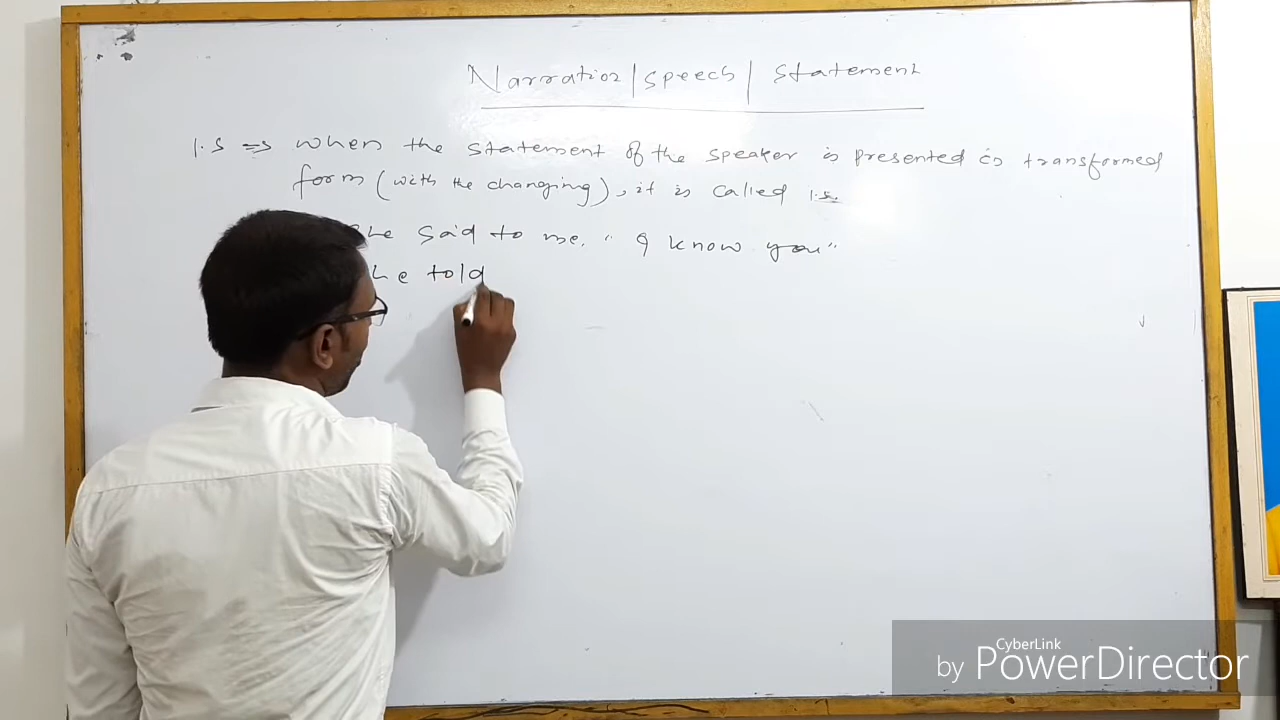 Narration/speech/statement
I.S => when the statement of the speaker is presented in transformed
form (with the changing), it is called I.S.
he said to me, "I know you"
he told
CyberLink
by PowerDirector